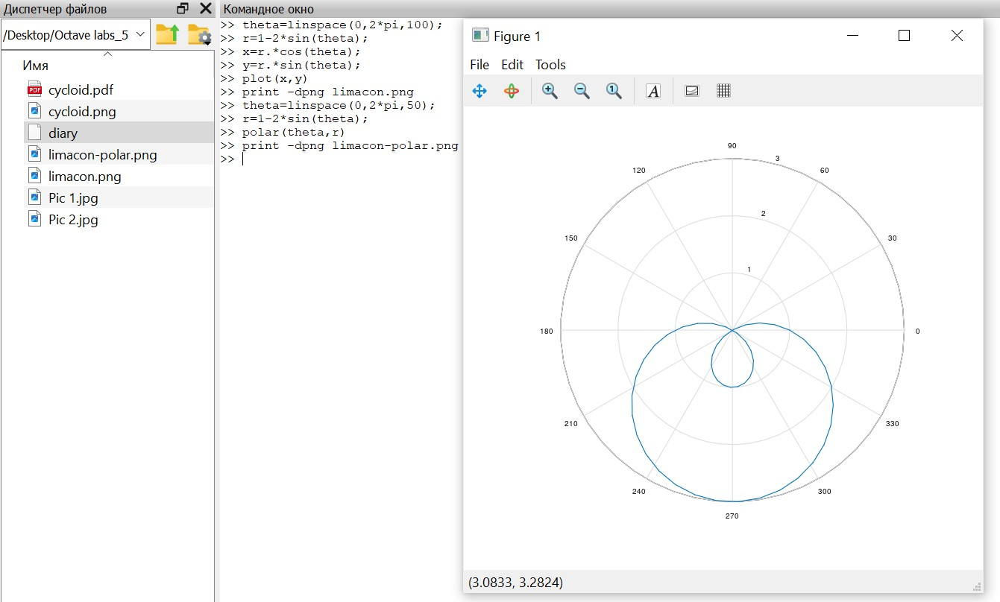 Диспетчер файлов
/Desktop/Octave labs_5
Имя
cycloid.pdf
cycloid.png
diary
limacon-polar.png
limacon.png
Pic 1.jpg
Pic 2.jpg
Командное окно
>> theta=linspace(0,2*pi,100);
>> r=1-2*sin(theta);
>> x=r.*cos(theta);
>> y=r.*sin(theta);
>> plot(x,y)
>> print -dpng limacon.png
>> theta=linspace(0,2*pi,50);
>> r=1-2*sin(theta);
>> polar(theta,r)
>> print -dpng limacon-polar.png
>>
Figure 1
File Edit Tools
A
90
3
120
60
2
150
30
1
180
0
210
330
240
300
270
(3.0833, 3.2824)